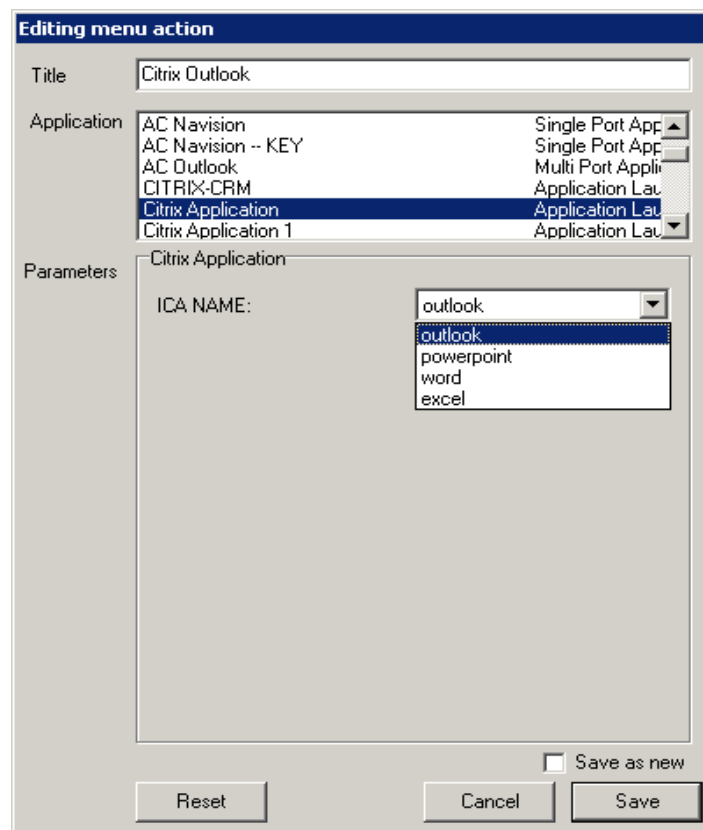 Editing menu action
Title Citrix Outlook
Application AC Navision Single Port App
AC Navision -- KEY Single Port App
AC Outlook Multi Port Applic
CITRIX-CRM Application Lau
Citrix Application Application Lau
Citrix Application 1 Application Lau
Parameters Citrix Application
ICA NAME: outlook
outlook
powerpoint
word
excel
Save as new
Reset Cancel Save